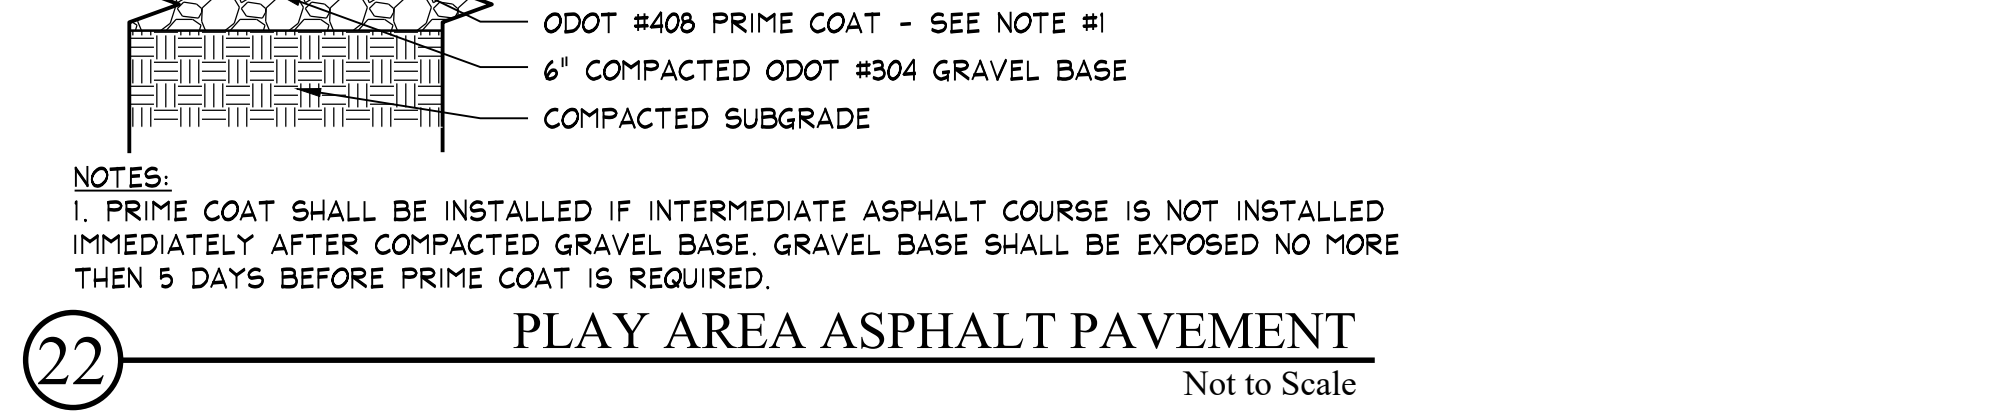 ODOT #408 PRIME COAT - SEE NOTE #1
6" COMPACTED ODOT #304 GRAVEL BASE
COMPACTED SUBGRADE
NOTES:
1. PRIME COAT SHALL BE INSTALLED IF INTERMEDIATE ASPHALT COURSE IS NOT INSTALLED
IMMEDIATELY AFTER COMPACTED GRAVEL BASE. GRAVEL BASE SHALL BE EXPOSED NO MORE
THEN 5 DAYS BEFORE PRIME COAT IS REQUIRED.
PLAY AREA ASPHALT PAVEMENT
22
Not to Scale